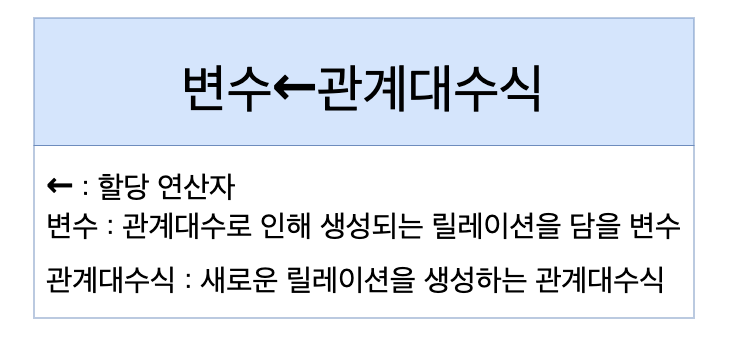 변수←관계대수식
← : 할당 연산자
변수 : 관계대수로 인해 생성되는 릴레이션을 담을 변수
관계대수식 : 새로운 릴레이션을 생성하는 관계대수식